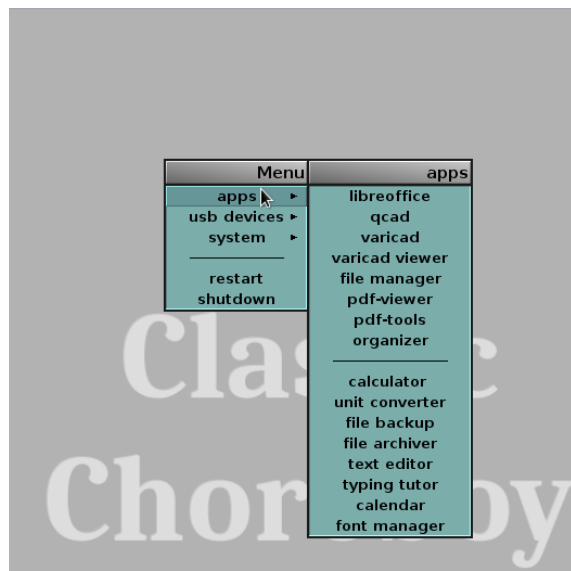 Menu
apps
usb devices
system
restart
shutdown
apps
libreoffice
qcad
varicad
varicad viewer
file manager
pdf-viewer
pdf-tools
organizer
calculator
unit converter
file backup
file archiver
text editor
typing tutor
calendar
font manager